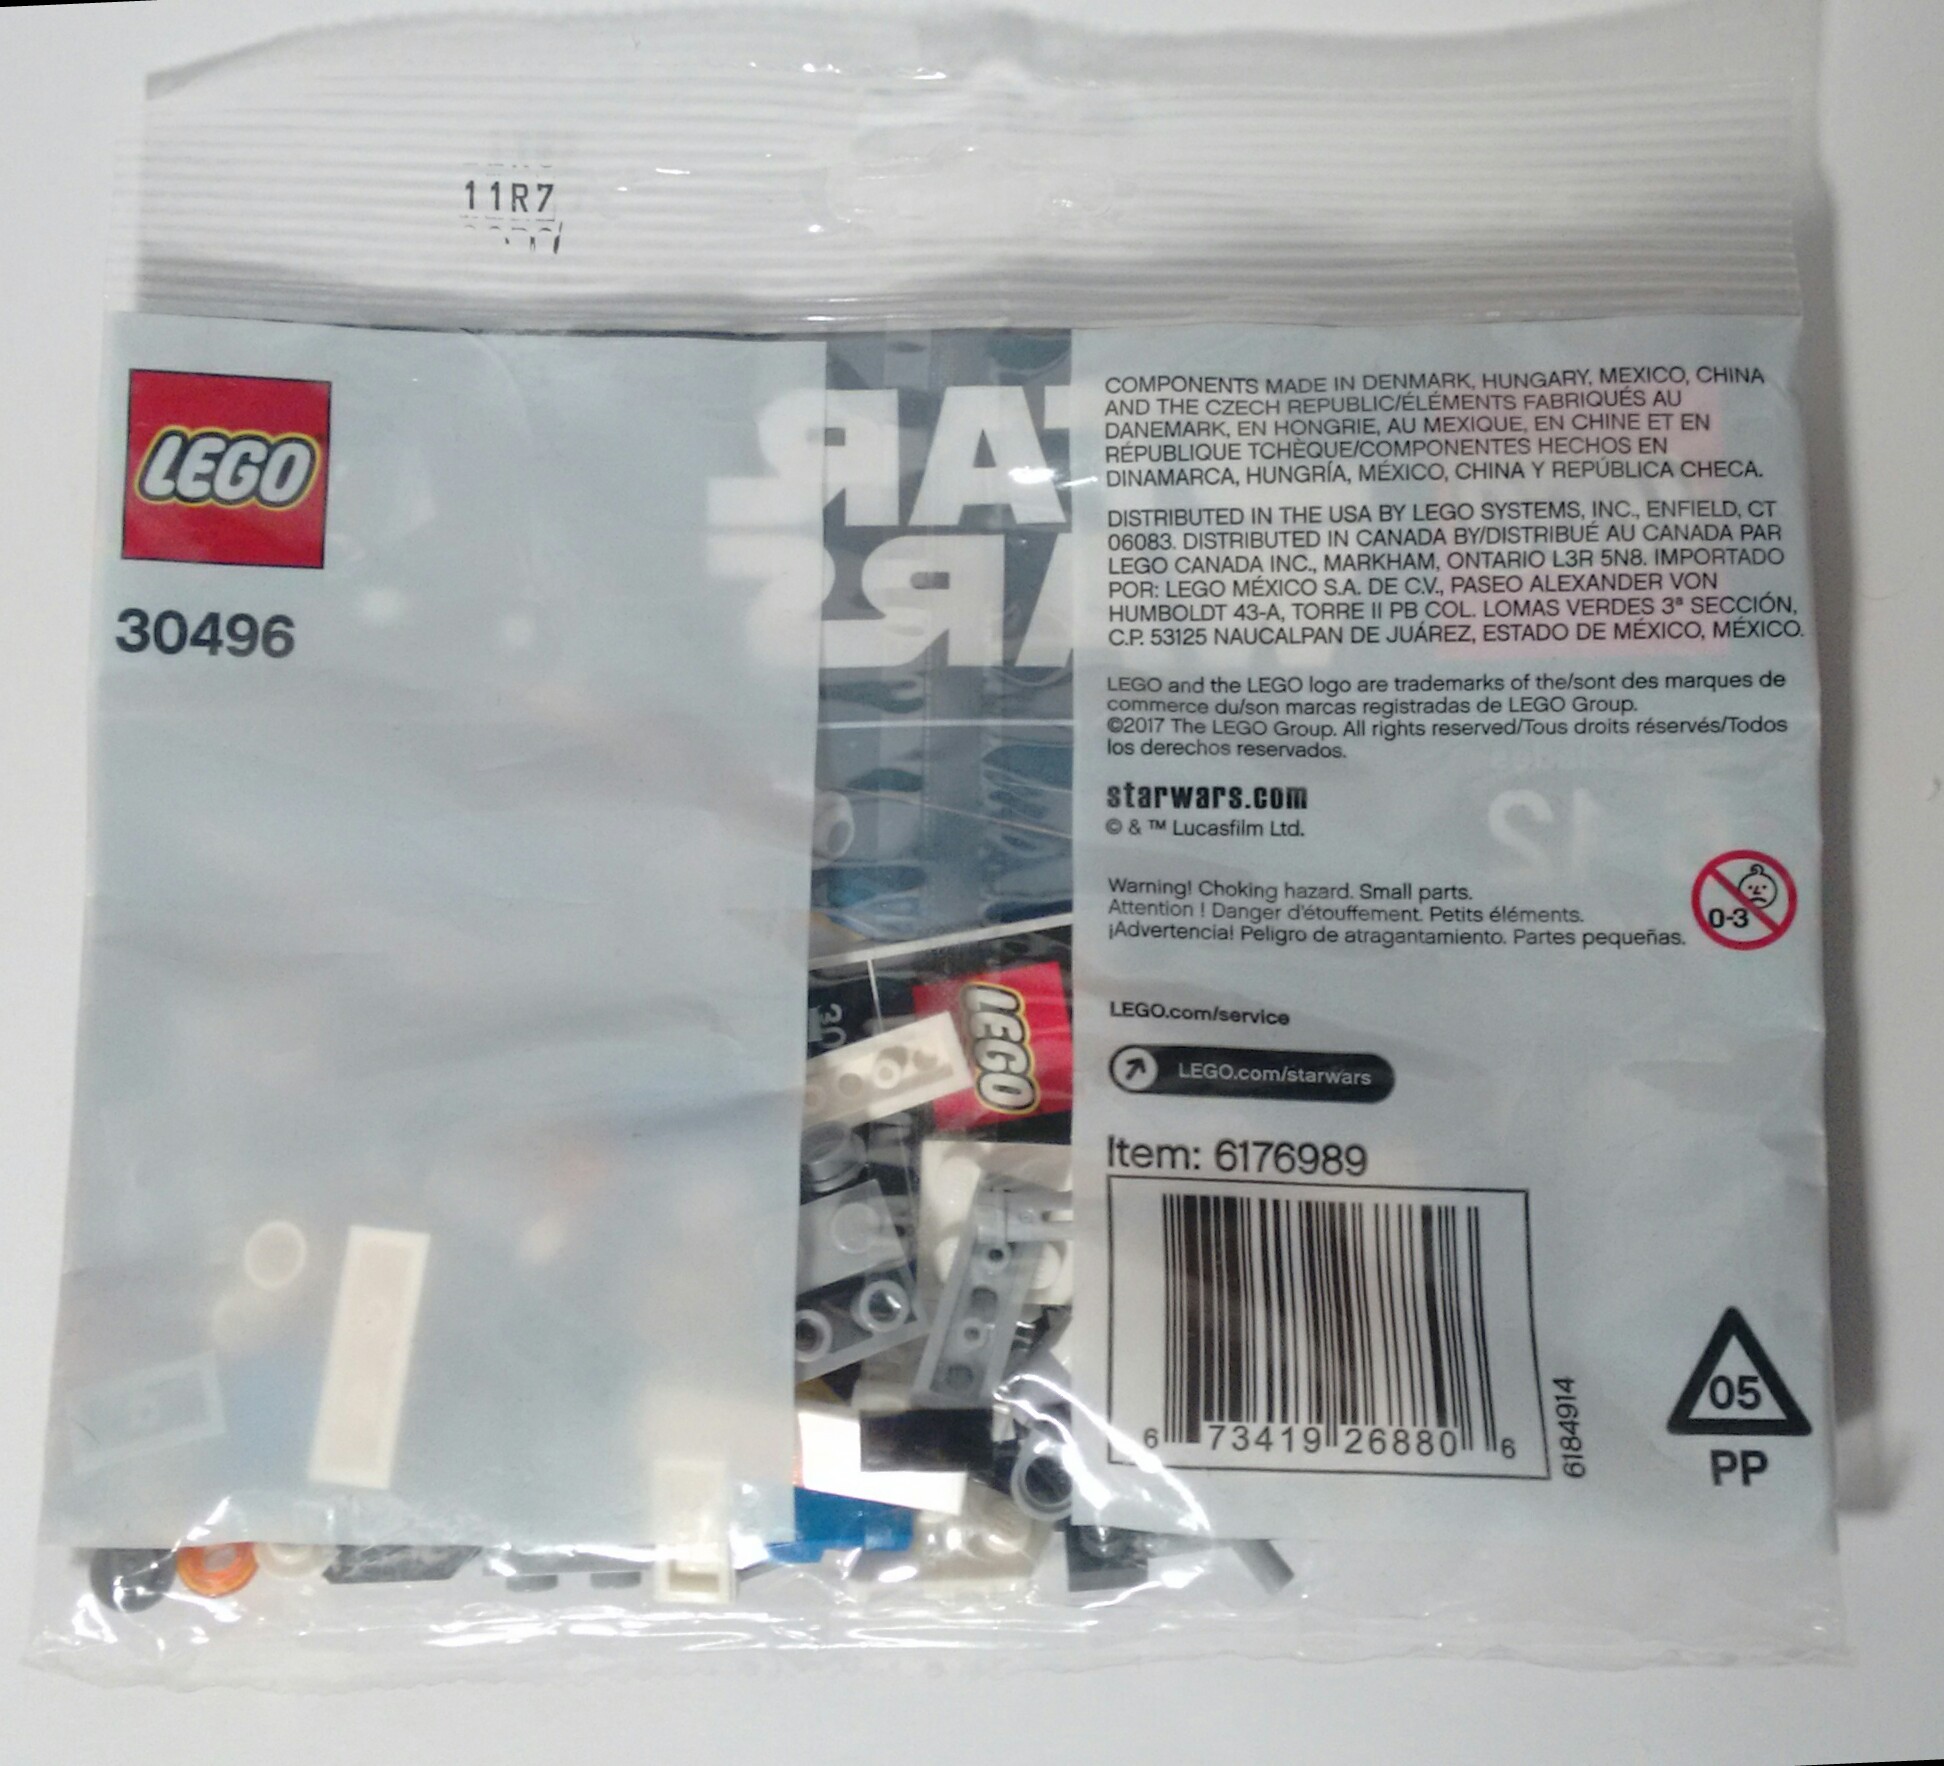 11R7
LEGO
30496
TAR
WARS
COMPONENTS MADE IN DENMARK, HUNGARY, MEXICO, CHINA
AND THE CZECH REPUBLIC/ÉLÉMENTS FABRIQUÉS AU
DANEMARK, EN HONGRIE, AU MEXIQUE, EN CHINE ET EN
RÉPUBLIQUE TCHÈQUE/COMPONENTES HECHOS EN
DINAMARCA, HUNGRÍA, MÉXICO, CHINA Y REPÚBLICA CHECA.
DISTRIBUTED IN THE USA BY LEGO SYSTEMS, INC., ENFIELD, CT
06083. DISTRIBUTED IN CANADA BY/DISTRIBUÉ AU CANADA PAR
LEGO CANADA INC., MARKHAM, ONTARIO L3R 5N8. IMPORTADO
POR: LEGO MÉXICO S.A. DE C.V., PASEO ALEXANDER VON
HUMBOLDT 43-A, TORRE II PB COL. LOMAS VERDES 3ª SECCIÓN,
C.P. 53125 NAUCALPAN DE JUÁREZ, ESTADO DE MÉXICO, MÉXICO.
LEGO and the LEGO logo are trademarks of the/sont des marques de
commerce du/son marcas registradas de LEGO Group.
©2017 The LEGO Group. All rights reserved/Tous droits réservés/Todos
los derechos reservados.
starwars.com
© & ™ Lucasfilm Ltd.
12
Warning! Choking hazard. Small parts.
Attention ! Danger d'étouffement. Petits éléments.
¡Advertencia! Peligro de atragantamiento. Partes pequeñas.
0-3
30
LEGO
LEGO.com/service
LEGO.com/starwars
Item: 6176989
6 73419 26880 6
6184914
05
PP